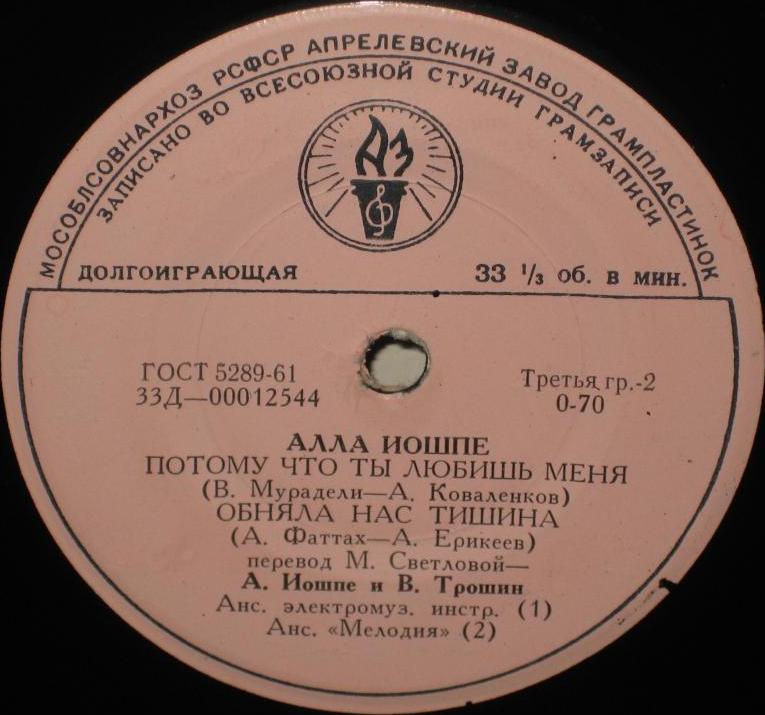 МОСОБЛСОВНАРХОЗ РСФСР АПРЕЛЕВСКИЙ ЗАВОД ГРАМПЛАСТИНОК
ЗАПИСАНО ВО ВСЕСОЮЗНОЙ СТУДИИ ГРАМЗАПИСИ
АЗ
ДОЛГОИГРАЮЩАЯ 33 ⅓ об. в мин.
ГОСТ 5289-61 Третья гр.-2
33Д—00012544 0-70
АЛЛА ИОШПЕ
ПОТОМУ ЧТО ТЫ ЛЮБИШЬ МЕНЯ
(В. Мурадели—А. Коваленков)
ОБНЯЛА НАС ТИШИНА
(А. Фаттах—А. Ерикеев)
перевод М. Светловой—
А. Иошпе и В. Трошин
Анс. электромуз. инстр. (1)
Анс. «Мелодия» (2)